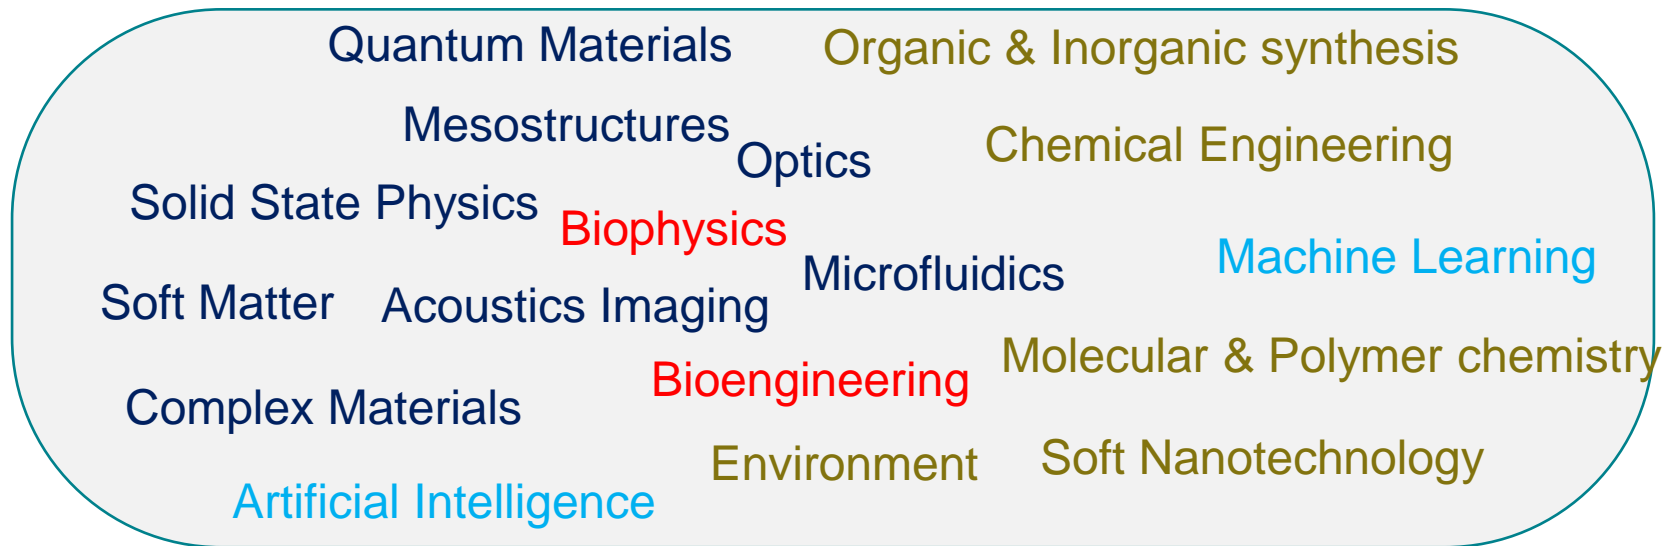 Quantum Materials
Organic & Inorganic synthesis
Mesostructures
Optics
Chemical Engineering
Solid State Physics
Biophysics
Machine Learning
Microfluidics
Soft Matter
Acoustics Imaging
Molecular & Polymer chemistry
Bioengineering
Complex Materials
Environment
Soft Nanotechnology
Artificial Intelligence